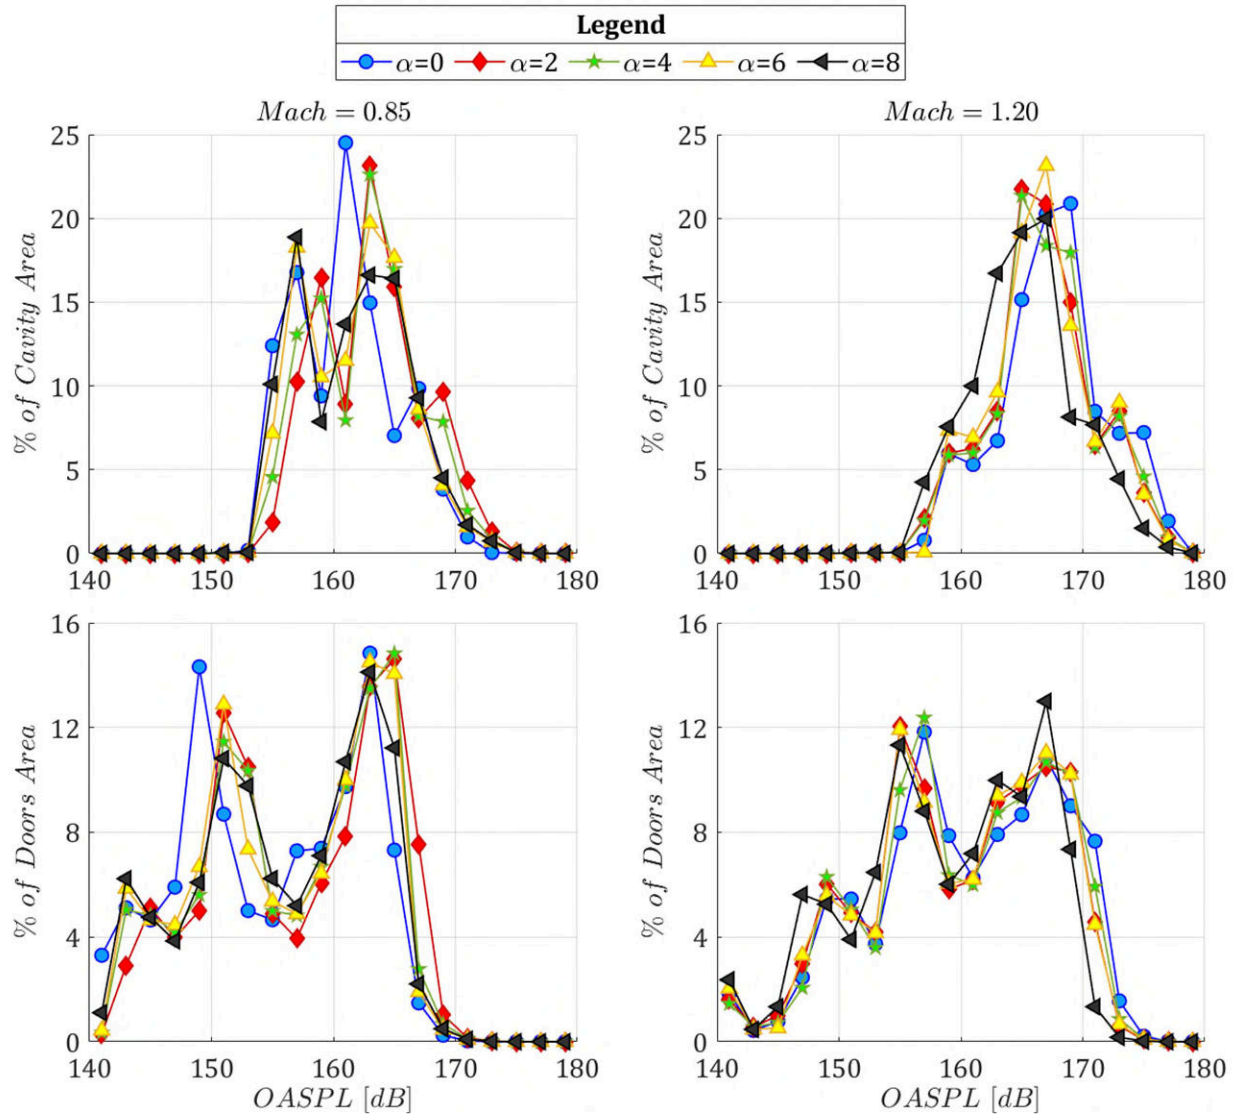 Legend
α=0 α=2 α=4 α=6 α=8
Mach = 0.85
Mach = 1.20
% of Cavity Area
25
20
15
10
5
0
140 150 160 170 180
% of Cavity Area
25
20
15
10
5
0
140 150 160 170 180
% of Doors Area
16
12
8
4
0
140 150 160 170 180
OASPL [dB]
% of Doors Area
16
12
8
4
0
140 150 160 170 180
OASPL [dB]